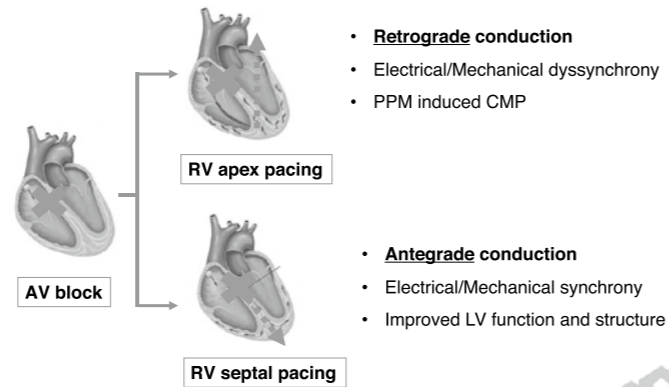 • Retrograde conduction
• Electrical/Mechanical dyssynchrony
• PPM induced CMP
RV apex pacing
AV block
• Antegrade conduction
• Electrical/Mechanical synchrony
• Improved LV function and structure
RV septal pacing